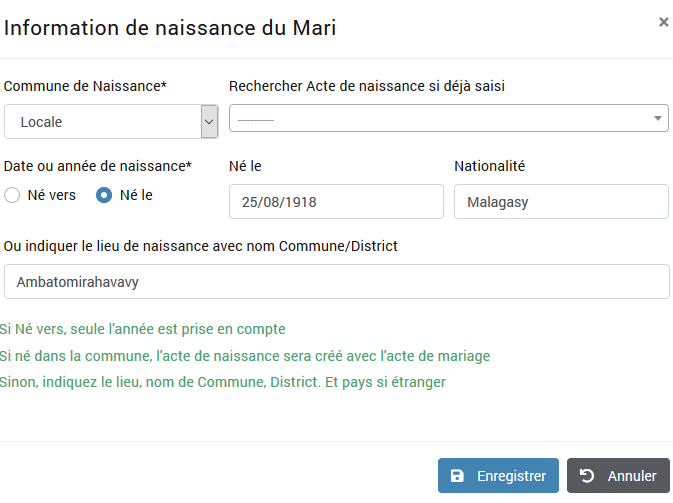 Information de naissance du Mari
×
Commune de Naissance*
Rechercher Acte de naissance si déjà saisi
Locale
---------
Date ou année de naissance*
Né le
Nationalité
Né vers
Né le
25/08/1918
Malagasy
Ou indiquer le lieu de naissance avec nom Commune/District
Ambatomirahavavy
Si Né vers, seule l'année est prise en compte
Si né dans la commune, l'acte de naissance sera créé avec l'acte de mariage
Sinon, indiquez le lieu, nom de Commune, District. Et pays si étranger
Enregistrer
Annuler